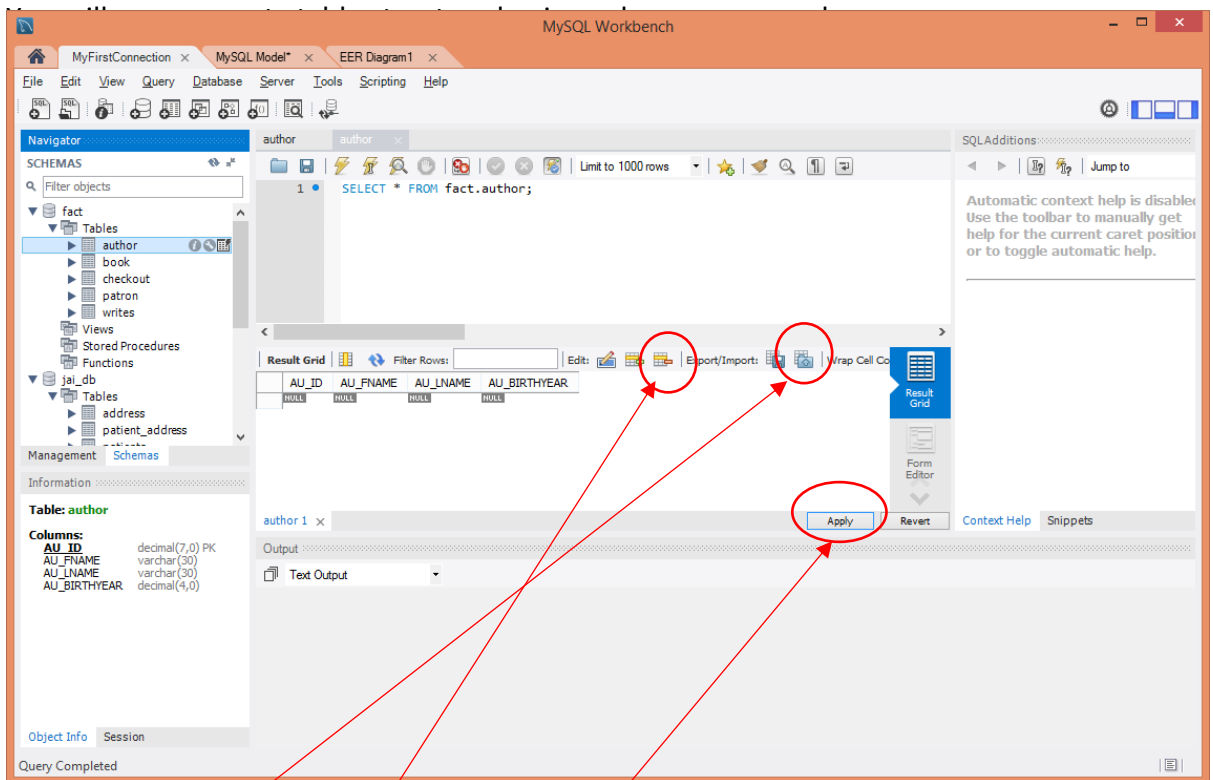 MySQL Workbench
MyFirstConnection × MySQL Model* × EER Diagram1 ×
File Edit View Query Database Server Tools Scripting Help
Navigator
SCHEMAS
Filter objects
fact
Tables
author
book
checkout
patron
writes
Views
Stored Procedures
Functions
jai_db
Tables
address
patient_address
Management Schemas
Information
Table: author
Columns:
AU_ID decimal(7,0) PK
AU_FNAME varchar(30)
AU_LNAME varchar(30)
AU_BIRTHYEAR decimal(4,0)
Object Info Session
Query Completed
author author ×
Limit to 1000 rows
1 SELECT * FROM fact.author;
Result Grid Filter Rows: Edit: Export/Import: Wrap Cell Co
AU_ID AU_FNAME AU_LNAME AU_BIRTHYEAR
NULL NULL NULL NULL
Result
Grid
Form
Editor
author 1 × Apply Revert
Output
Text Output
SQLAdditions
Jump to
Automatic context help is disabled
Use the toolbar to manually get
help for the current caret position
or to toggle automatic help.
Context Help Snippets